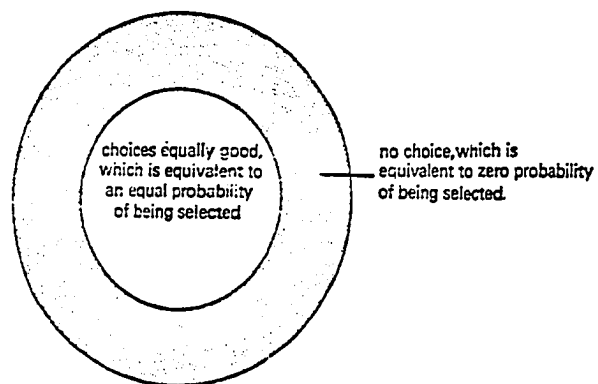 choices equally good,
which is equivalent to
an equal probability
of being selected
no choice,which is
equivalent to zero probability
of being selected.